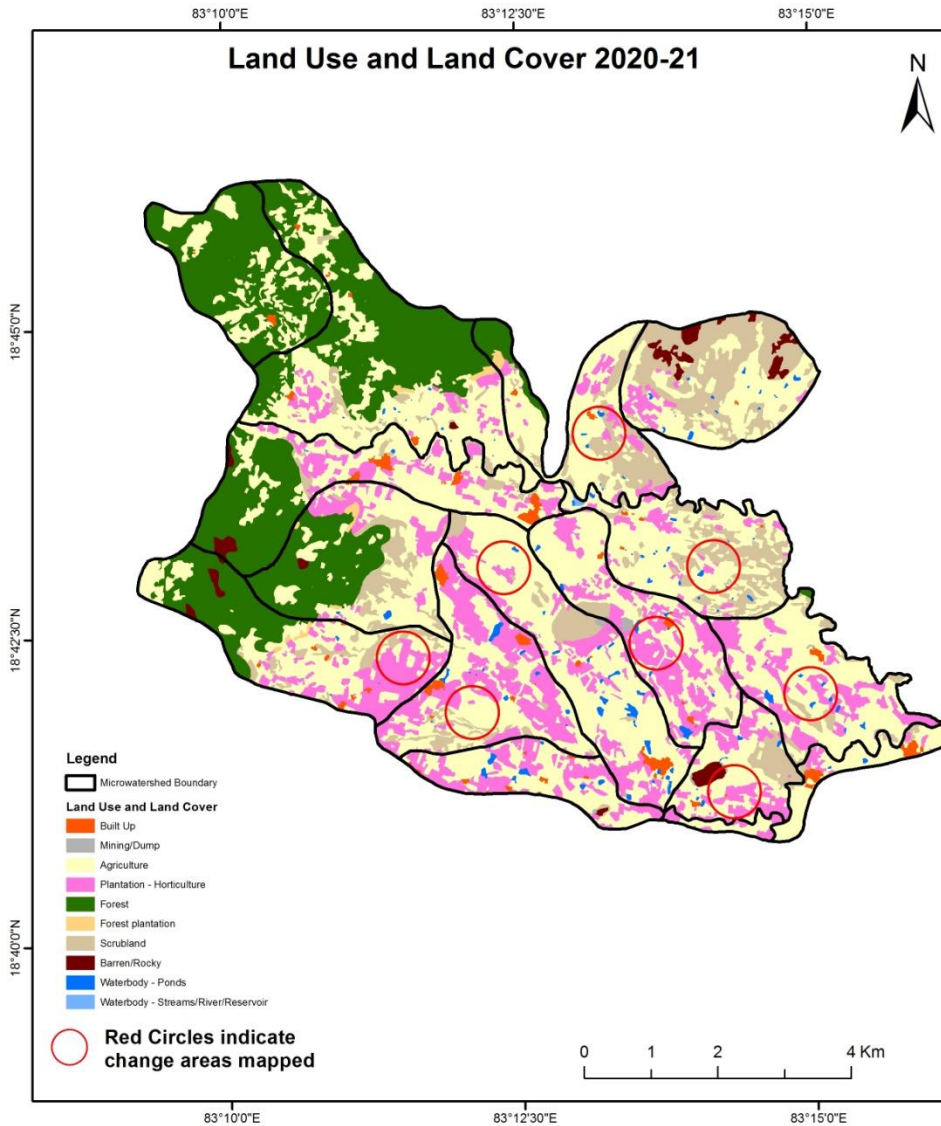 83°10'0"E
83°12'30"E
83°15'0"E
Land Use and Land Cover 2020-21
N
18°45'0"N
18°42'30"N
18°40'0"N
Legend
Microwatershed Boundary
Land Use and Land Cover
Built Up
Mining/Dump
Agriculture
Plantation - Horticulture
Forest
Forest plantation
Scrubland
Barren/Rocky
Waterbody - Ponds
Waterbody - Streams/River/Reservoir
Red Circles indicate
change areas mapped
0 1 2 4 Km
83°10'0"E
83°12'30"E
83°15'0"E